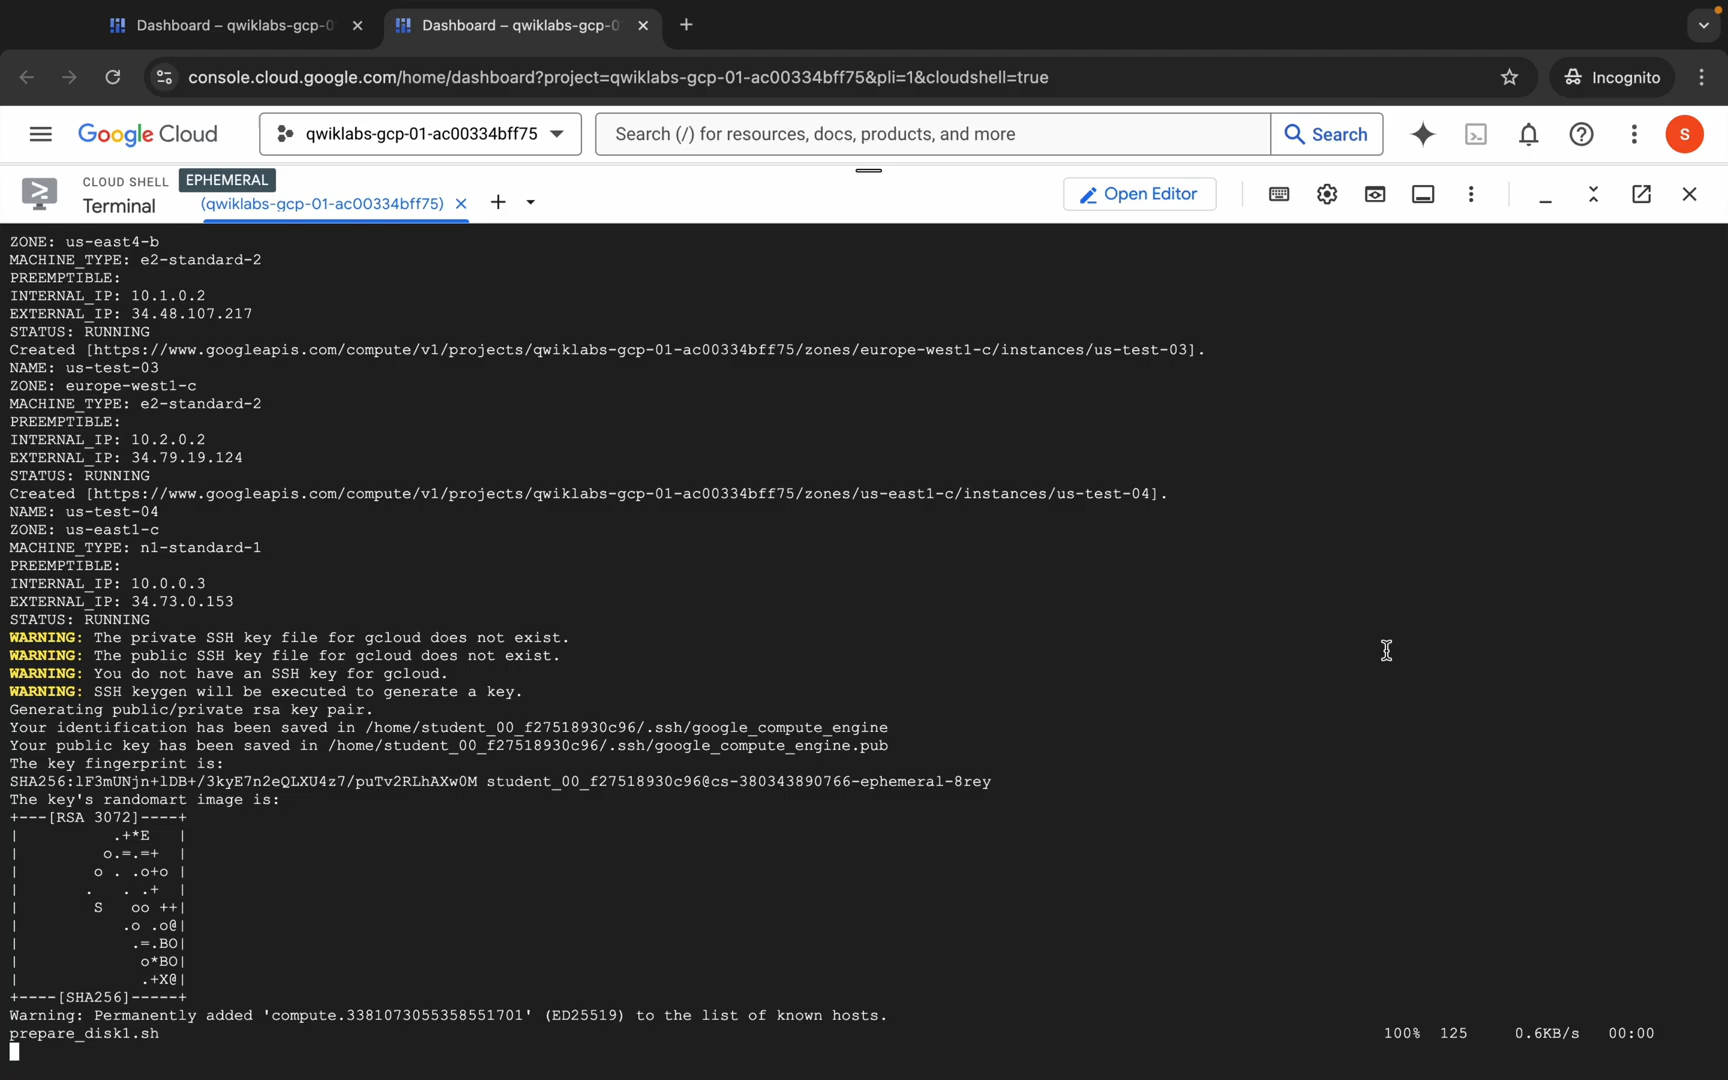 Dashboard – qwiklabs-gcp-0
Dashboard – qwiklabs-gcp-0
console.cloud.google.com/home/dashboard?project=qwiklabs-gcp-01-ac00334bff75&pli=1&cloudshell=true
Incognito
Google Cloud
qwiklabs-gcp-01-ac00334bff75
Search (/) for resources, docs, products, and more
Search
S
CLOUD SHELL
Terminal
EPHEMERAL
(qwiklabs-gcp-01-ac00334bff75)
Open Editor
ZONE: us-east4-b
MACHINE_TYPE: e2-standard-2
PREEMPTIBLE:
INTERNAL_IP: 10.1.0.2
EXTERNAL_IP: 34.48.107.217
STATUS: RUNNING
Created [https://www.googleapis.com/compute/v1/projects/qwiklabs-gcp-01-ac00334bff75/zones/europe-west1-c/instances/us-test-03].
NAME: us-test-03
ZONE: europe-west1-c
MACHINE_TYPE: e2-standard-2
PREEMPTIBLE:
INTERNAL_IP: 10.2.0.2
EXTERNAL_IP: 34.79.19.124
STATUS: RUNNING
Created [https://www.googleapis.com/compute/v1/projects/qwiklabs-gcp-01-ac00334bff75/zones/us-east1-c/instances/us-test-04].
NAME: us-test-04
ZONE: us-east1-c
MACHINE_TYPE: n1-standard-1
PREEMPTIBLE:
INTERNAL_IP: 10.0.0.3
EXTERNAL_IP: 34.73.0.153
STATUS: RUNNING
WARNING: The private SSH key file for gcloud does not exist.
WARNING: The public SSH key file for gcloud does not exist.
WARNING: You do not have an SSH key for gcloud.
WARNING: SSH keygen will be executed to generate a key.
Generating public/private rsa key pair.
Your identification has been saved in /home/student_00_f27518930c96/.ssh/google_compute_engine
Your public key has been saved in /home/student_00_f27518930c96/.ssh/google_compute_engine.pub
The key fingerprint is:
SHA256:lF3mUNjn+lDB+/3kyE7n2eQLXU4z7/puTv2RLhAXw0M student_00_f27518930c96@cs-380343890766-ephemeral-8rey
The key's randomart image is:
+---[RSA 3072]----+
|          .+*E   |
|         o.=.=+  |
|        o . .o+o |
|       .   . .+  |
|        S   oo ++|
|           .o .o@|
|            .=.BO|
|             o*BO|
|             .+X@|
+----[SHA256]-----+
Warning: Permanently added 'compute.3381073055358551701' (ED25519) to the list of known hosts.
prepare_disk1.sh 100% 125 0.6KB/s 00:00